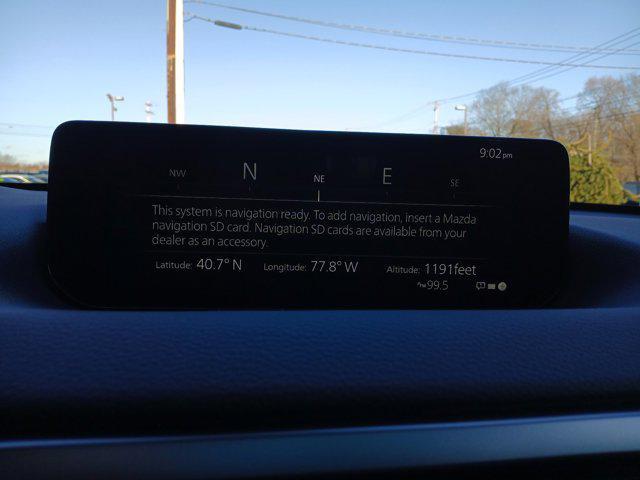 9:02pm
NW N NE E SE
This system is navigation ready. To add navigation, insert a Mazda
navigation SD card. Navigation SD cards are available from your
dealer as an accessory.
Latitude: 40.7° N Longitude: 77.8° W Altitude: 1191feet
FM 99.5